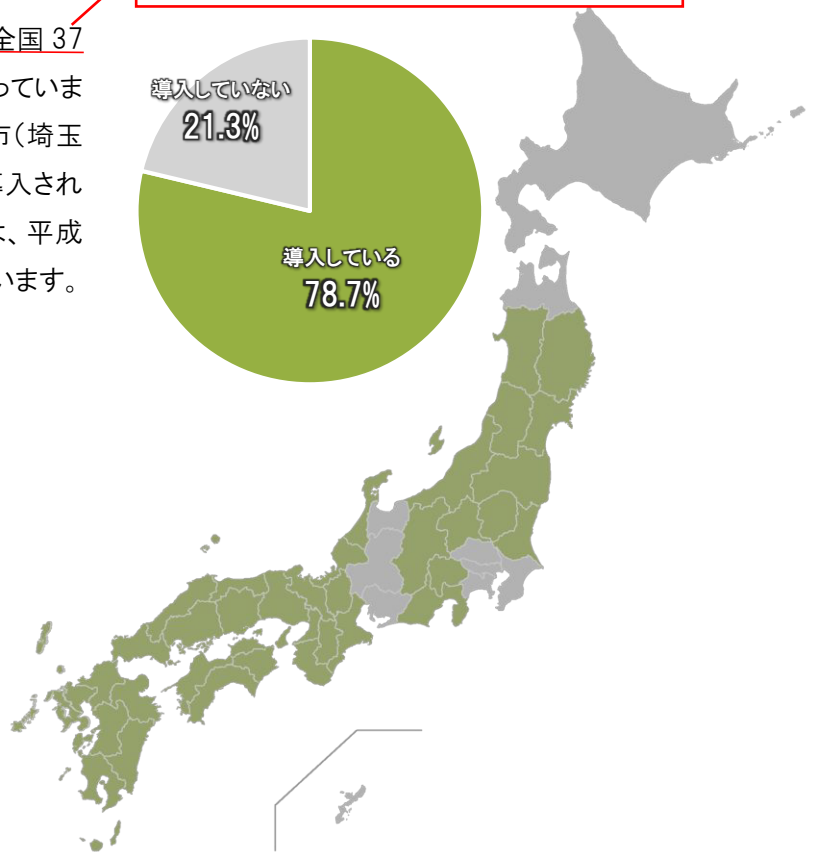 全国 37
っていま
市(埼玉
導入され
は、平成
います。
導入していない
21.3%
導入している
78.7%